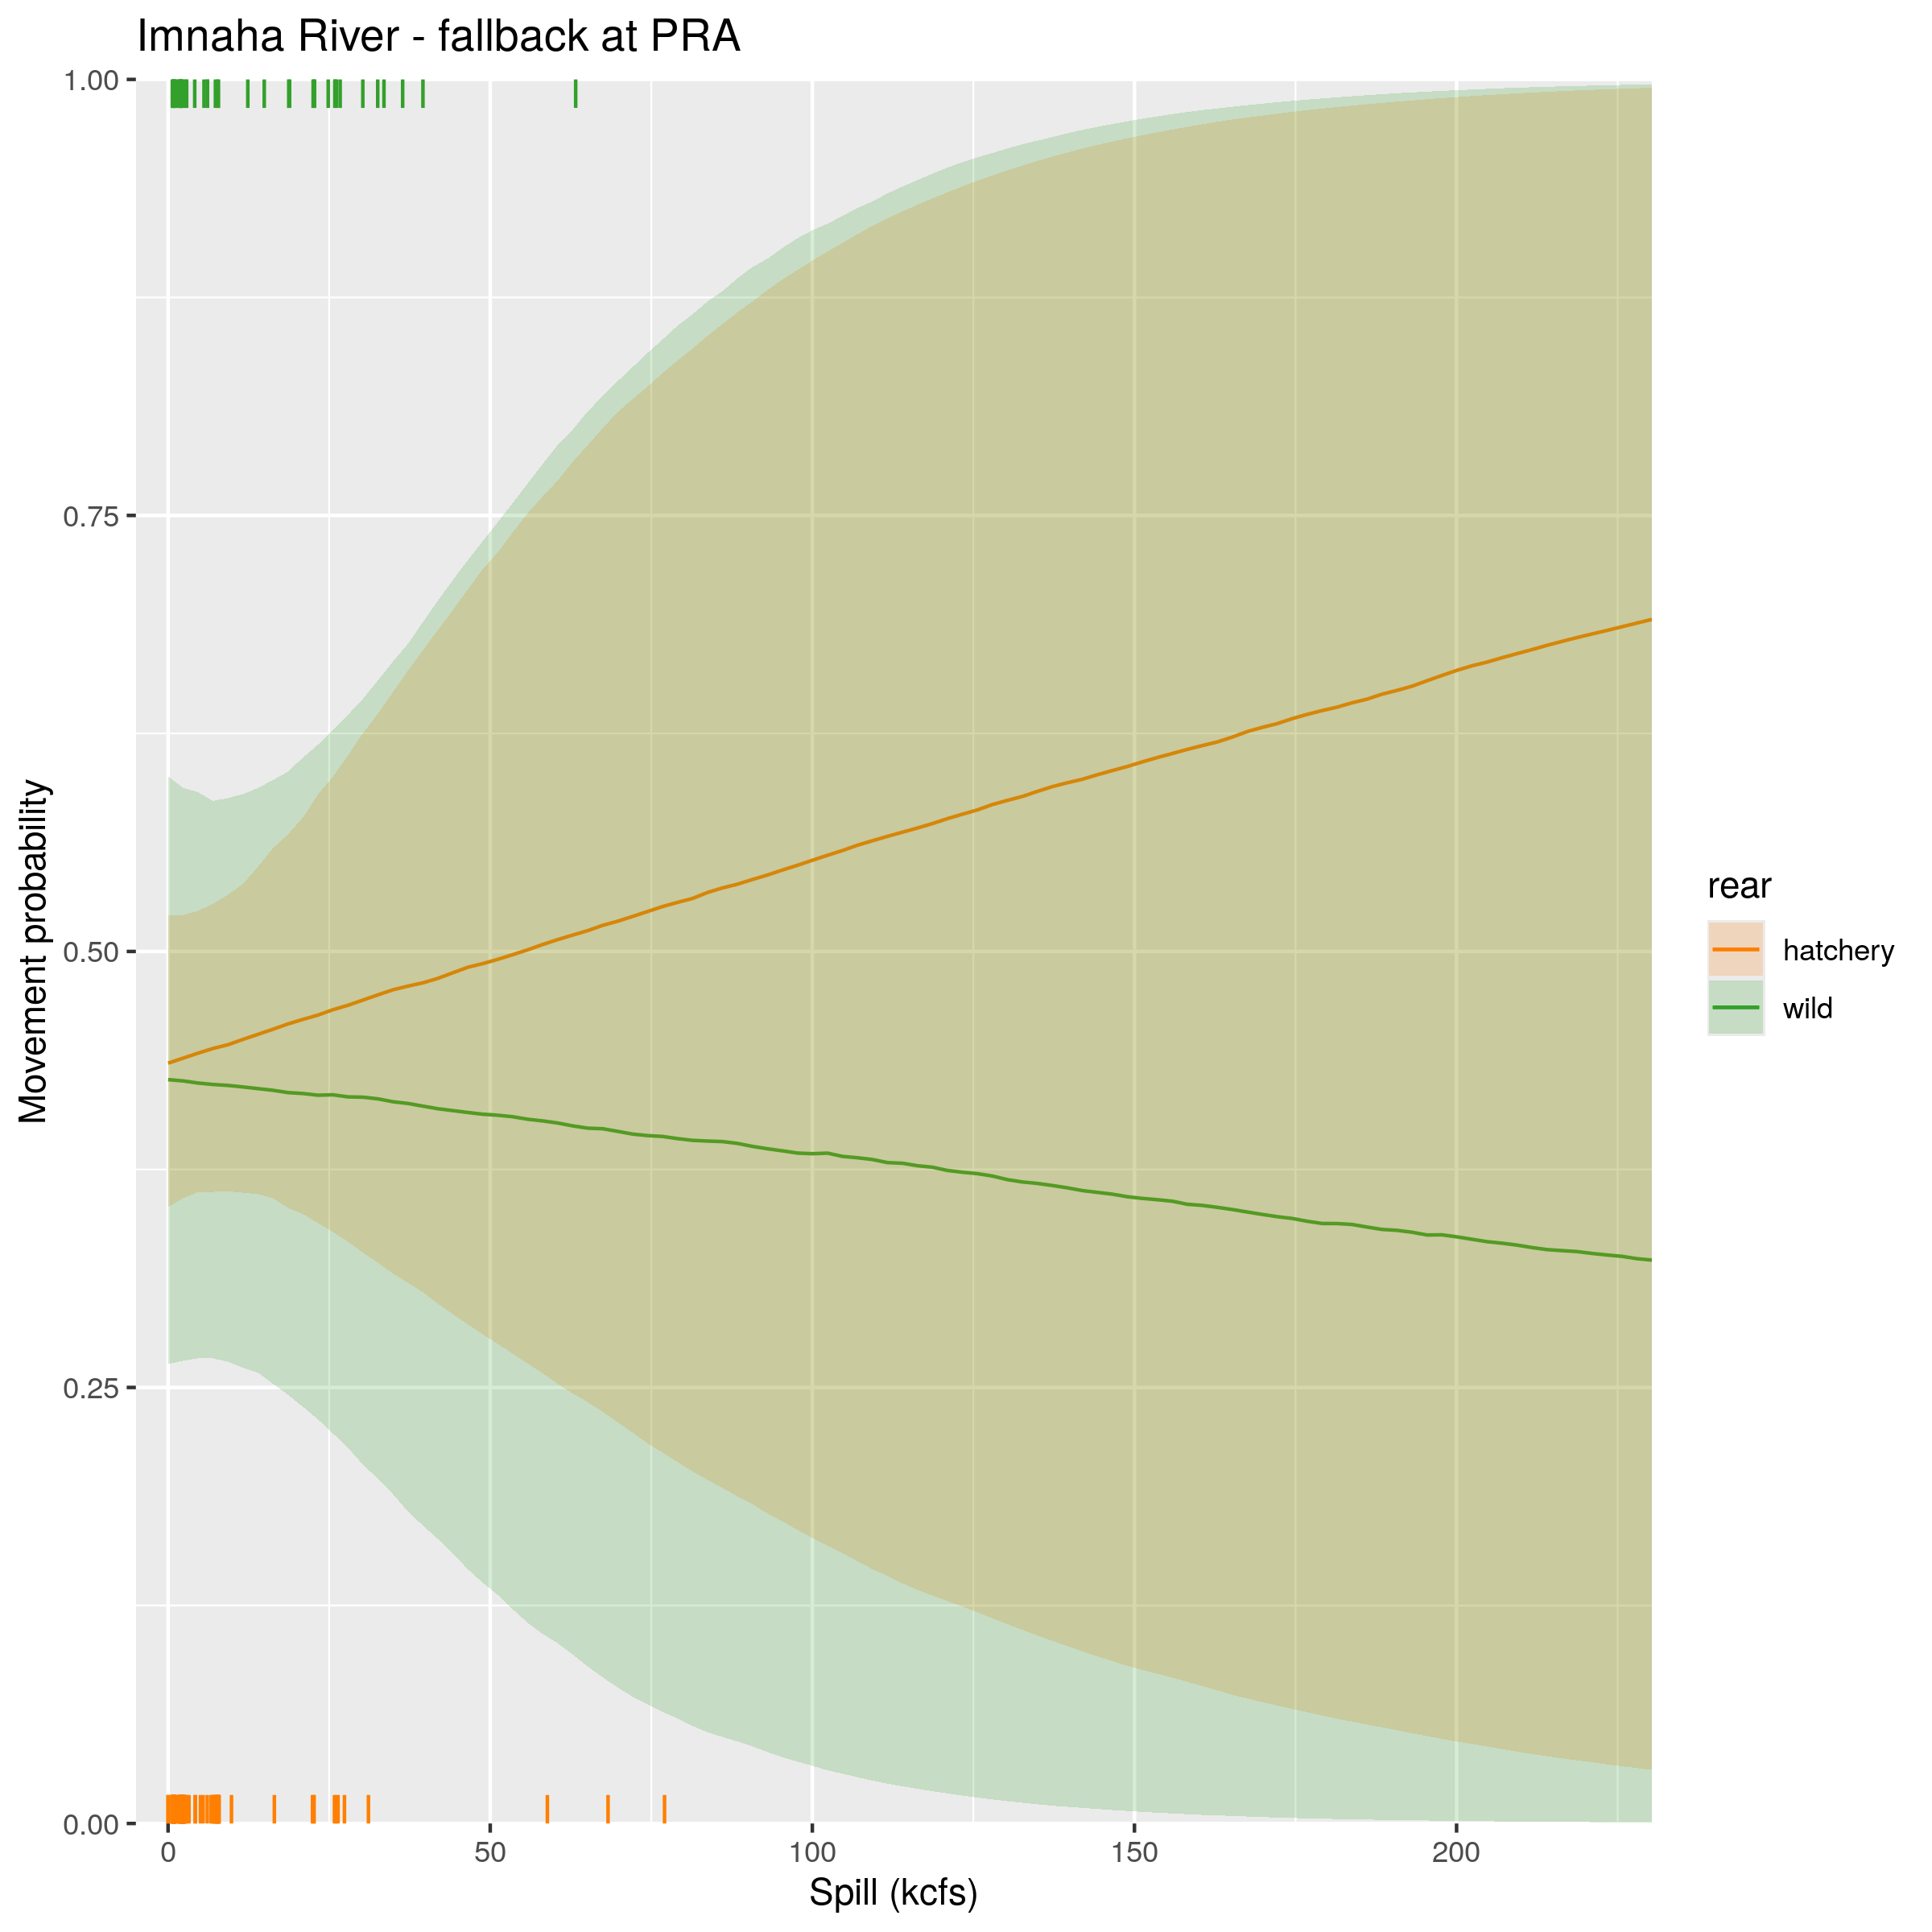 Imnaha River - fallback at PRA
1.00
0.75
0.50
0.25
0.00
Movement probability
0 50 100 150 200
Spill (kcfs)
rear
hatchery
wild